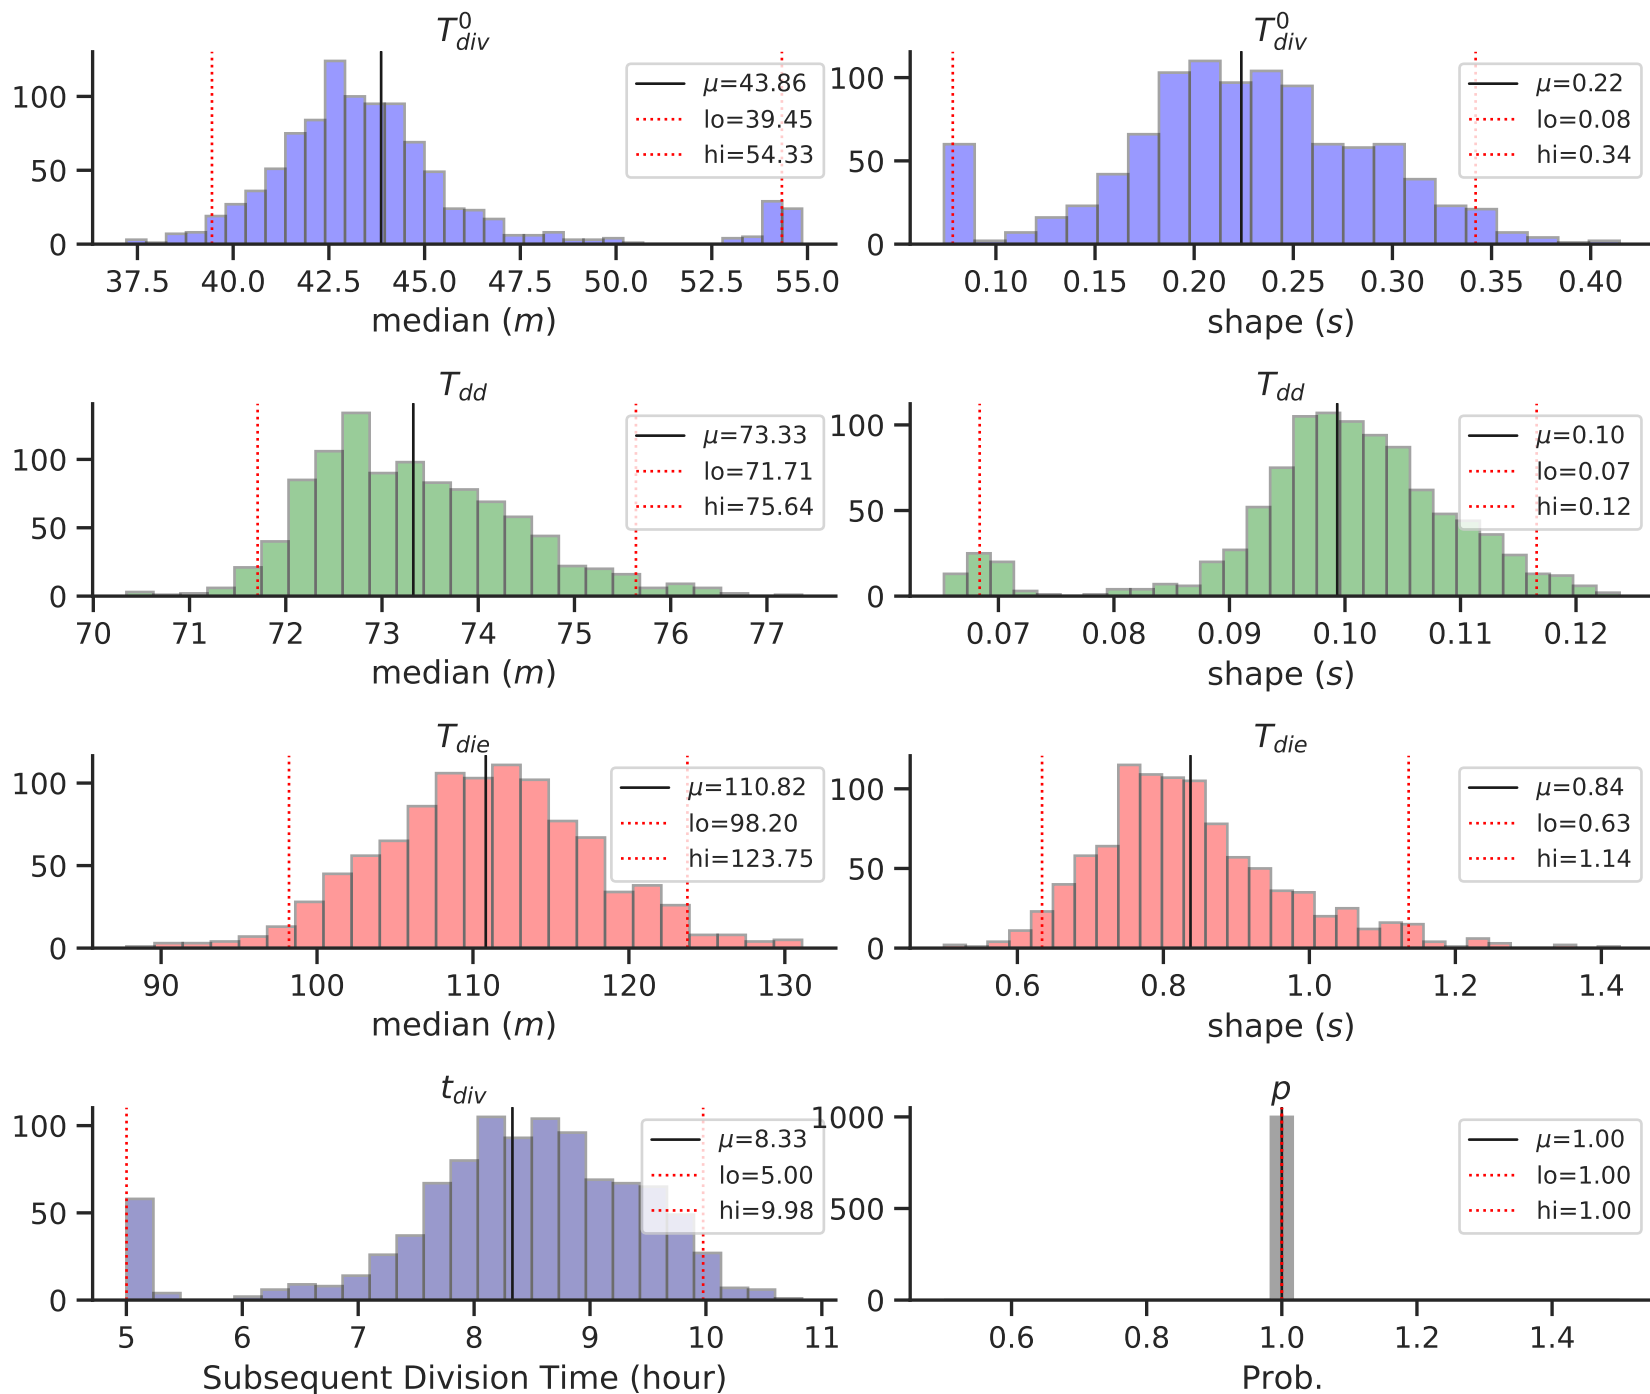 T⁰div T⁰div
μ=43.86
lo=39.45
hi=54.33
μ=0.22
lo=0.08
hi=0.34
100
50
0
100
50
0
37.5 40.0 42.5 45.0 47.5 50.0 52.5 55.0
0.10 0.15 0.20 0.25 0.30 0.35 0.40
median (m) shape (s)
Tdd Tdd
μ=73.33
lo=71.71
hi=75.64
μ=0.10
lo=0.07
hi=0.12
100
50
0
100
50
0
70 71 72 73 74 75 76 77
0.07 0.08 0.09 0.10 0.11 0.12
median (m) shape (s)
Tdie Tdie
μ=110.82
lo=98.20
hi=123.75
μ=0.84
lo=0.63
hi=1.14
100
50
0
100
50
0
90 100 110 120 130
0.6 0.8 1.0 1.2 1.4
median (m) shape (s)
tdiv p
μ=8.33
lo=5.00
hi=9.98
μ=1.00
lo=1.00
hi=1.00
100
50
0
1000
500
0
5 6 7 8 9 10 11
0.6 0.8 1.0 1.2 1.4
Subsequent Division Time (hour) Prob.